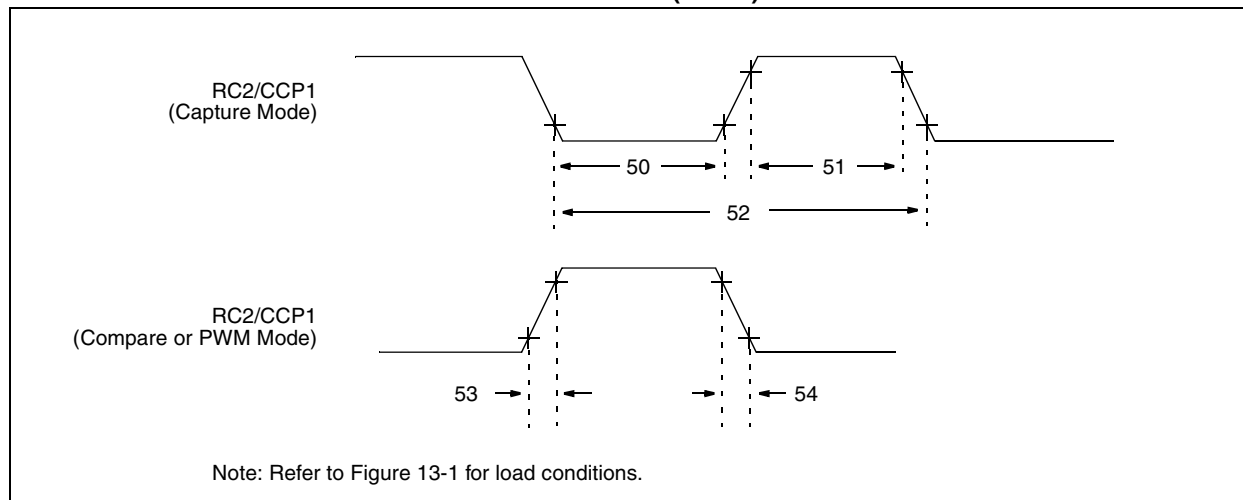 RC2/CCP1
(Capture Mode)
50
51
52
RC2/CCP1
(Compare or PWM Mode)
53
54
Note: Refer to Figure 13-1 for load conditions.